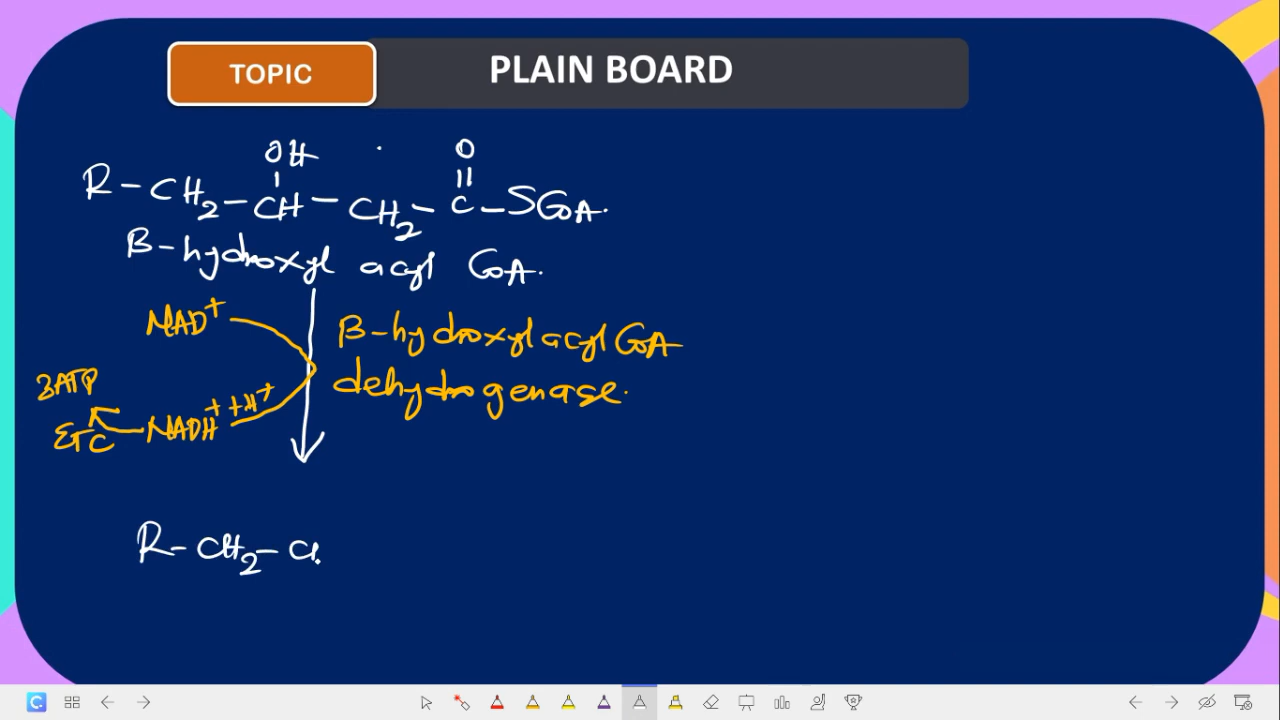 TOPIC
PLAIN BOARD
OH O
R-CH2-CH-CH2-C-SCoA.
B-hydroxyl acyl CoA.
NAD+
B-hydroxyl acyl CoA
dehydrogenase.
3ATP
ETC NADH+ + H+
R-CH2-C